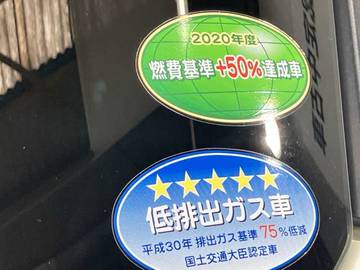 2020年度
燃費基準+50%達成車
低排出ガス車
平成30年 排出ガス基準 75%低減
国土交通大臣認定車